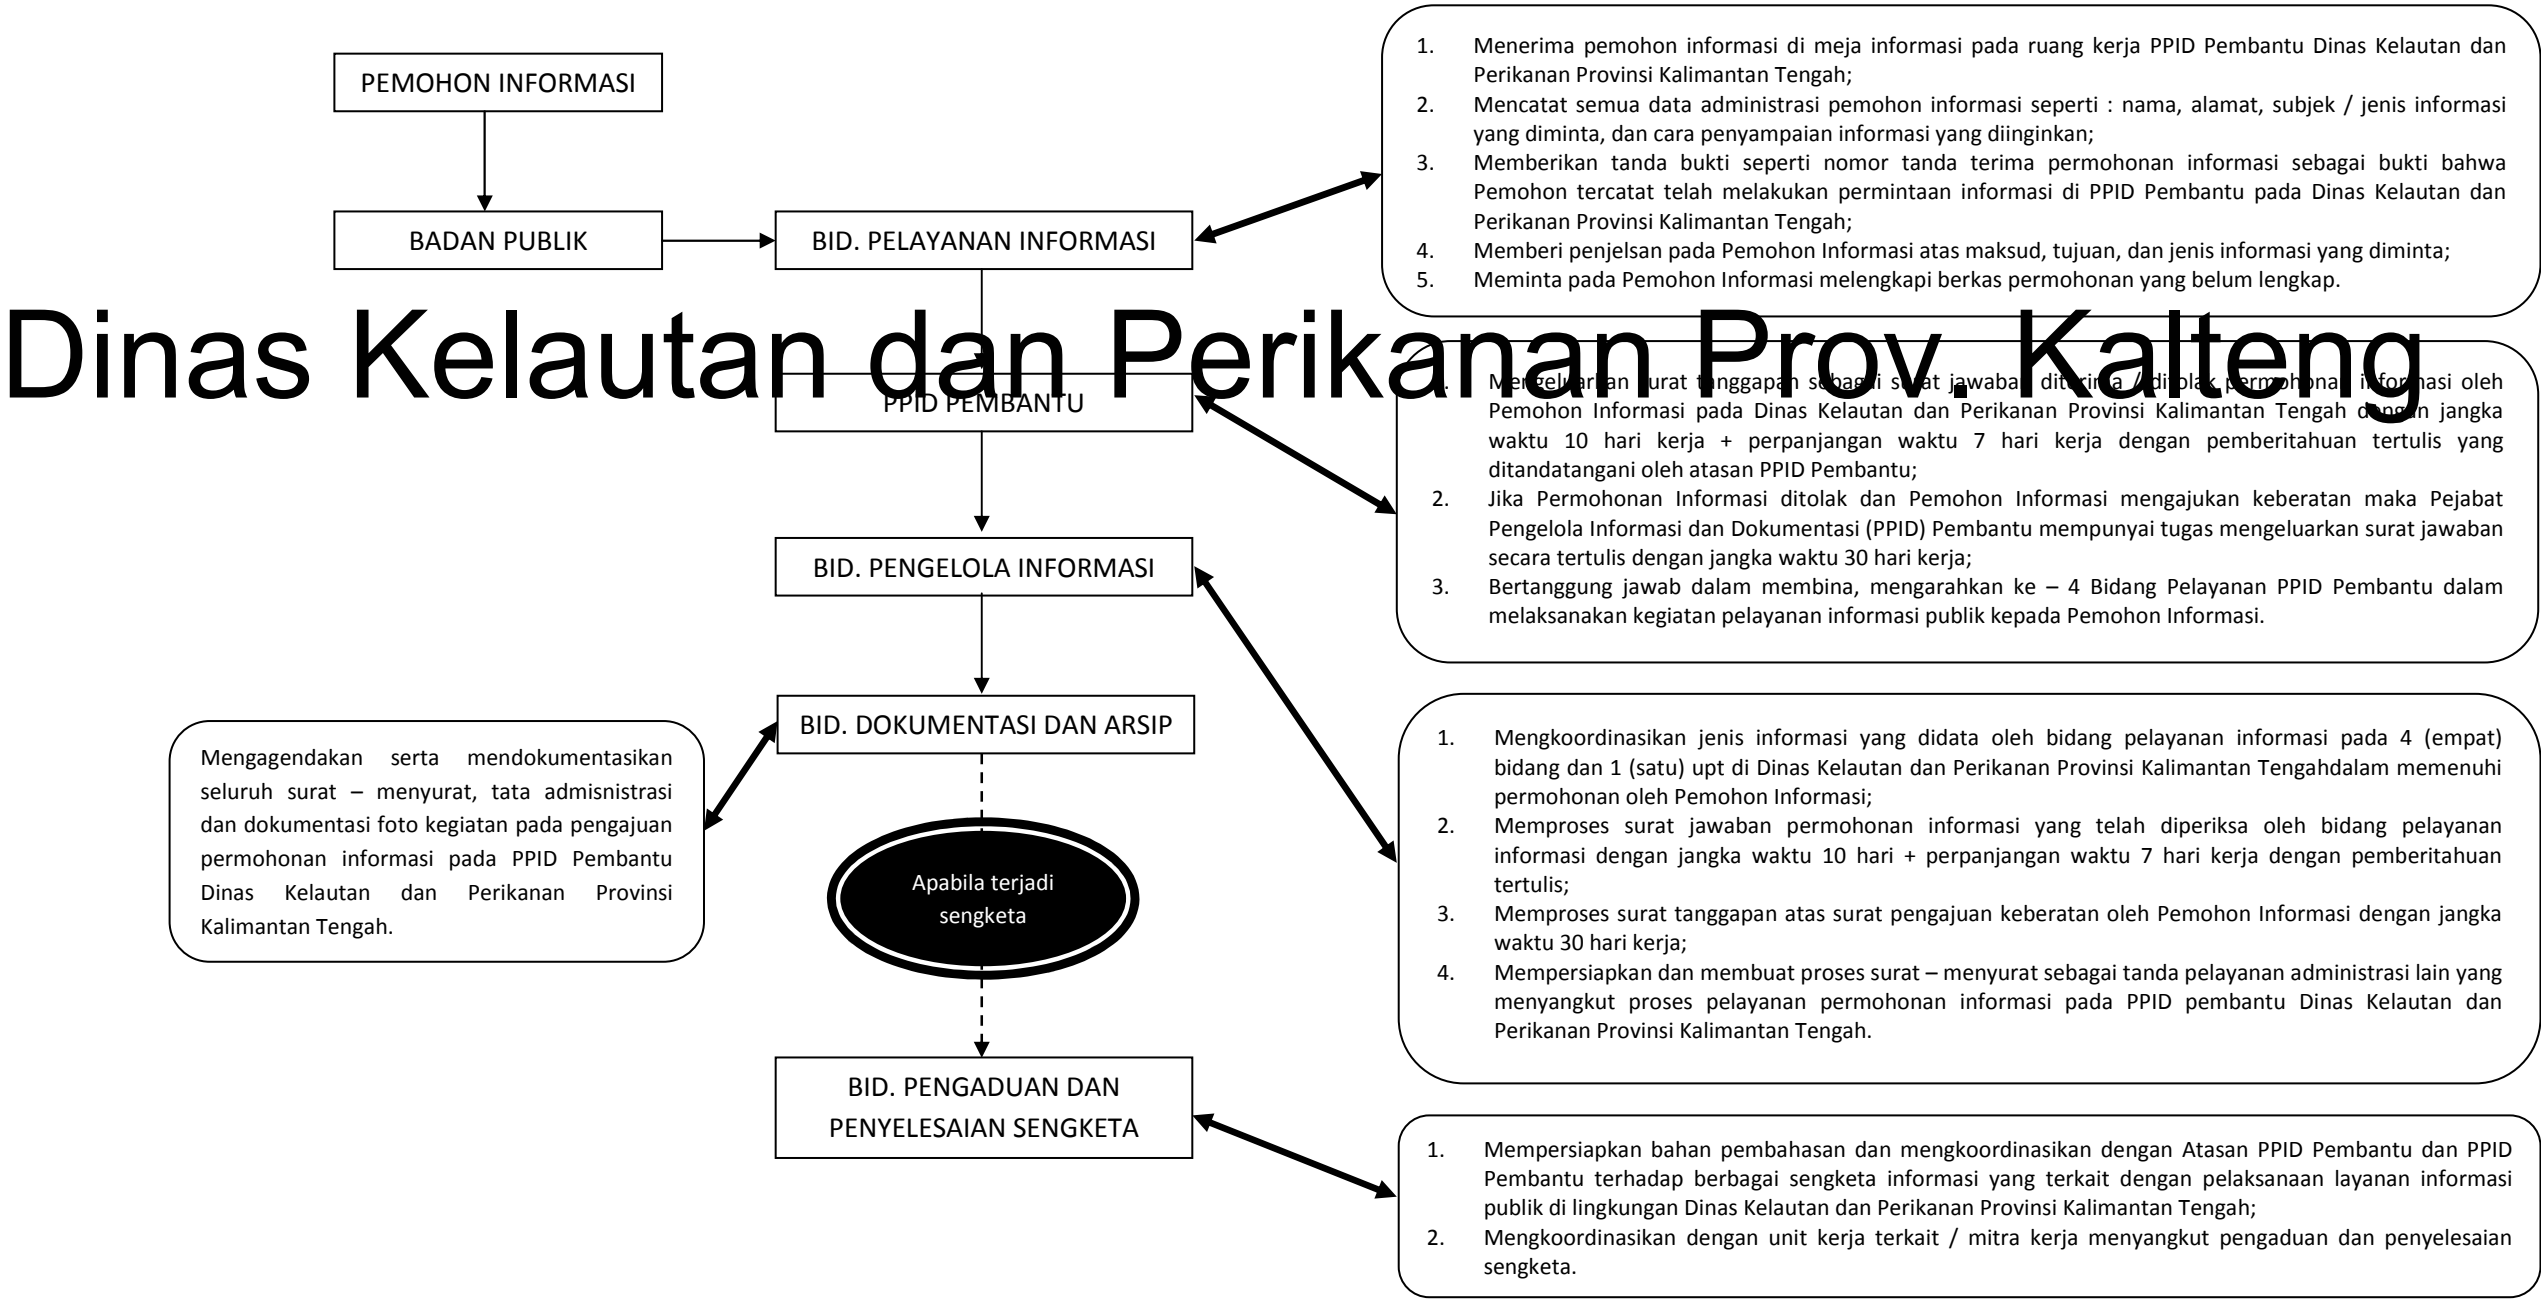 PEMOHON INFORMASI
BADAN PUBLIK
BID. PELAYANAN INFORMASI
1. Menerima pemohon informasi di meja informasi pada ruang kerja PPID Pembantu Dinas Kelautan dan
Perikanan Provinsi Kalimantan Tengah;
2. Mencatat semua data administrasi pemohon informasi seperti : nama, alamat, subjek / jenis informasi
yang diminta, dan cara penyampaian informasi yang diinginkan;
3. Memberikan tanda bukti seperti nomor tanda terima permohonan informasi sebagai bukti bahwa
Pemohon tercatat telah melakukan permintaan informasi di PPID Pembantu pada Dinas Kelautan dan
Perikanan Provinsi Kalimantan Tengah;
4. Memberi penjelsan pada Pemohon Informasi atas maksud, tujuan, dan jenis informasi yang diminta;
5. Meminta pada Pemohon Informasi melengkapi berkas permohonan yang belum lengkap.
Dinas Kelautan dan Perikanan Prov. Kalteng
PPID PEMBANTU
Mengeluarkan surat tanggapan sebagai surat jawaban diterima / ditolak permohonan informasi oleh
Pemohon Informasi pada Dinas Kelautan dan Perikanan Provinsi Kalimantan Tengah dengan jangka
waktu 10 hari kerja + perpanjangan waktu 7 hari kerja dengan pemberitahuan tertulis yang
ditandatangani oleh atasan PPID Pembantu;
2. Jika Permohonan Informasi ditolak dan Pemohon Informasi mengajukan keberatan maka Pejabat
Pengelola Informasi dan Dokumentasi (PPID) Pembantu mempunyai tugas mengeluarkan surat jawaban
secara tertulis dengan jangka waktu 30 hari kerja;
3. Bertanggung jawab dalam membina, mengarahkan ke – 4 Bidang Pelayanan PPID Pembantu dalam
melaksanakan kegiatan pelayanan informasi publik kepada Pemohon Informasi.
BID. PENGELOLA INFORMASI
1. Mengkoordinasikan jenis informasi yang didata oleh bidang pelayanan informasi pada 4 (empat)
bidang dan 1 (satu) upt di Dinas Kelautan dan Perikanan Provinsi Kalimantan Tengahdalam memenuhi
permohonan oleh Pemohon Informasi;
2. Memproses surat jawaban permohonan informasi yang telah diperiksa oleh bidang pelayanan
informasi dengan jangka waktu 10 hari + perpanjangan waktu 7 hari kerja dengan pemberitahuan
tertulis;
3. Memproses surat tanggapan atas surat pengajuan keberatan oleh Pemohon Informasi dengan jangka
waktu 30 hari kerja;
4. Mempersiapkan dan membuat proses surat – menyurat sebagai tanda pelayanan administrasi lain yang
menyangkut proses pelayanan permohonan informasi pada PPID pembantu Dinas Kelautan dan
Perikanan Provinsi Kalimantan Tengah.
BID. DOKUMENTASI DAN ARSIP
Mengagendakan serta mendokumentasikan
seluruh surat – menyurat, tata admisnistrasi
dan dokumentasi foto kegiatan pada pengajuan
permohonan informasi pada PPID Pembantu
Dinas Kelautan dan Perikanan Provinsi
Kalimantan Tengah.
Apabila terjadi
sengketa
BID. PENGADUAN DAN
PENYELESAIAN SENGKETA
1. Mempersiapkan bahan pembahasan dan mengkoordinasikan dengan Atasan PPID Pembantu dan PPID
Pembantu terhadap berbagai sengketa informasi yang terkait dengan pelaksanaan layanan informasi
publik di lingkungan Dinas Kelautan dan Perikanan Provinsi Kalimantan Tengah;
2. Mengkoordinasikan dengan unit kerja terkait / mitra kerja menyangkut pengaduan dan penyelesaian
sengketa.